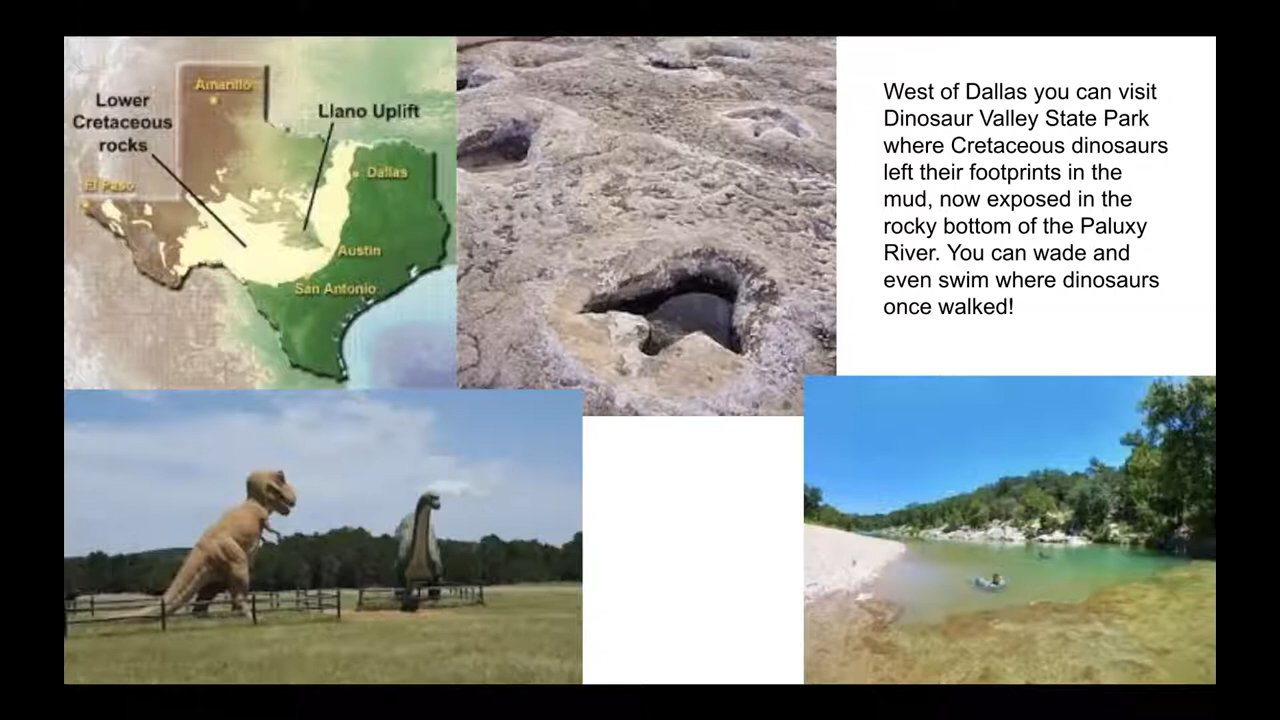 Amarillo
Lower
Cretaceous
rocks
Llano Uplift
El Paso
Dallas
Austin
San Antonio
West of Dallas you can visit
Dinosaur Valley State Park
where Cretaceous dinosaurs
left their footprints in the
mud, now exposed in the
rocky bottom of the Paluxy
River. You can wade and
even swim where dinosaurs
once walked!